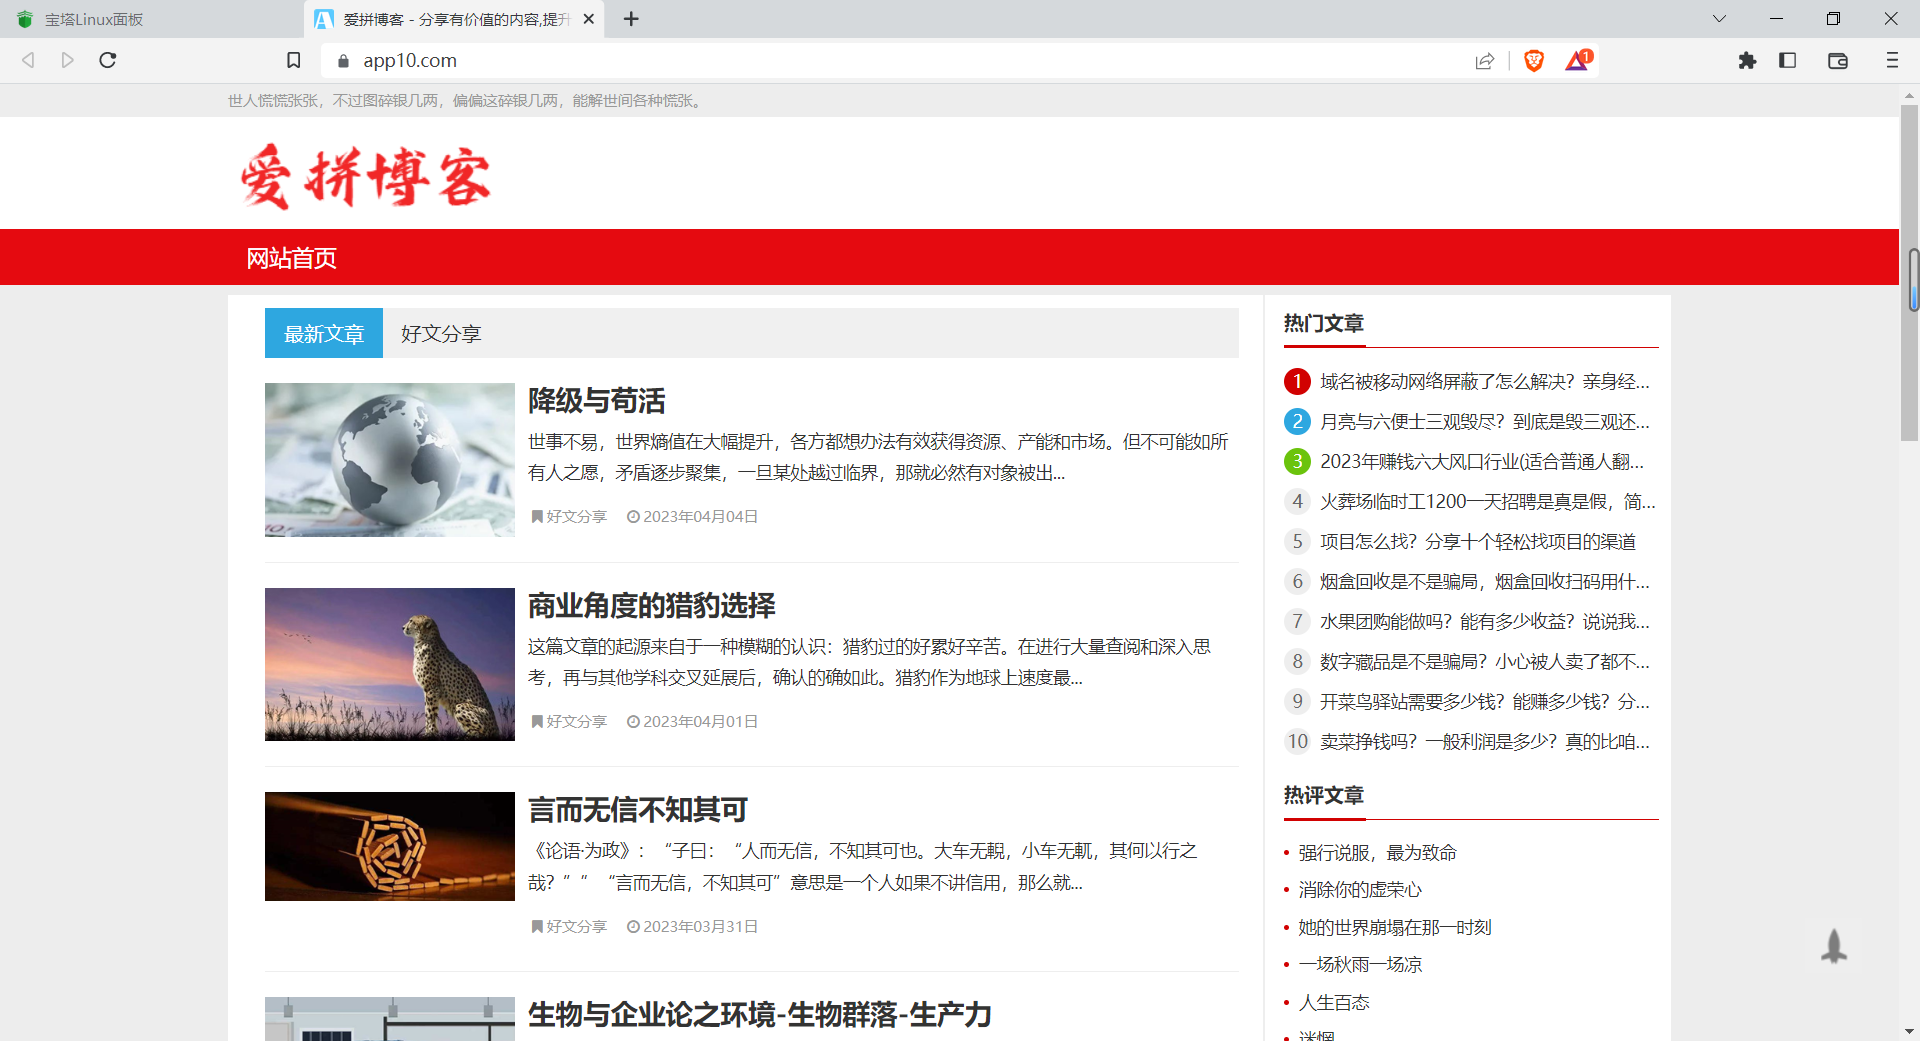 宝塔Linux面板
爱拼博客 - 分享有价值的内容,提升
app10.com
1
世人慌慌张张，不过图碎银几两，偏偏这碎银几两，能解世间各种慌张。
爱拼博客
网站首页
最新文章 好文分享
降级与苟活
世事不易，世界熵值在大幅提升，各方都想办法有效获得资源、产能和市场。但不可能如所
有人之愿，矛盾逐步聚集，一旦某处越过临界，那就必然有对象被出...
好文分享 2023年04月04日
商业角度的猎豹选择
这篇文章的起源来自于一种模糊的认识：猎豹过的好累好辛苦。在进行大量查阅和深入思
考，再与其他学科交叉延展后，确认的确如此。猎豹作为地球上速度最...
好文分享 2023年04月01日
言而无信不知其可
《论语·为政》：“子曰：“人而无信，不知其可也。大车无輗，小车无軏，其何以行之
哉？””“言而无信，不知其可”意思是一个人如果不讲信用，那么就...
好文分享 2023年03月31日
生物与企业论之环境-生物群落-生产力
热门文章
1 域名被移动网络屏蔽了怎么解决？亲身经...
2 月亮与六便士三观毁尽？到底是毁三观还...
3 2023年赚钱六大风口行业(适合普通人翻...
4 火葬场临时工1200一天招聘是真是假，简...
5 项目怎么找？分享十个轻松找项目的渠道
6 烟盒回收是不是骗局，烟盒回收扫码用什...
7 水果团购能做吗？能有多少收益？说说我...
8 数字藏品是不是骗局？小心被人卖了都不...
9 开菜鸟驿站需要多少钱？能赚多少钱？分...
10 卖菜挣钱吗？一般利润是多少？真的比咱...
热评文章
强行说服，最为致命
消除你的虚荣心
她的世界崩塌在那一时刻
一场秋雨一场凉
人生百态